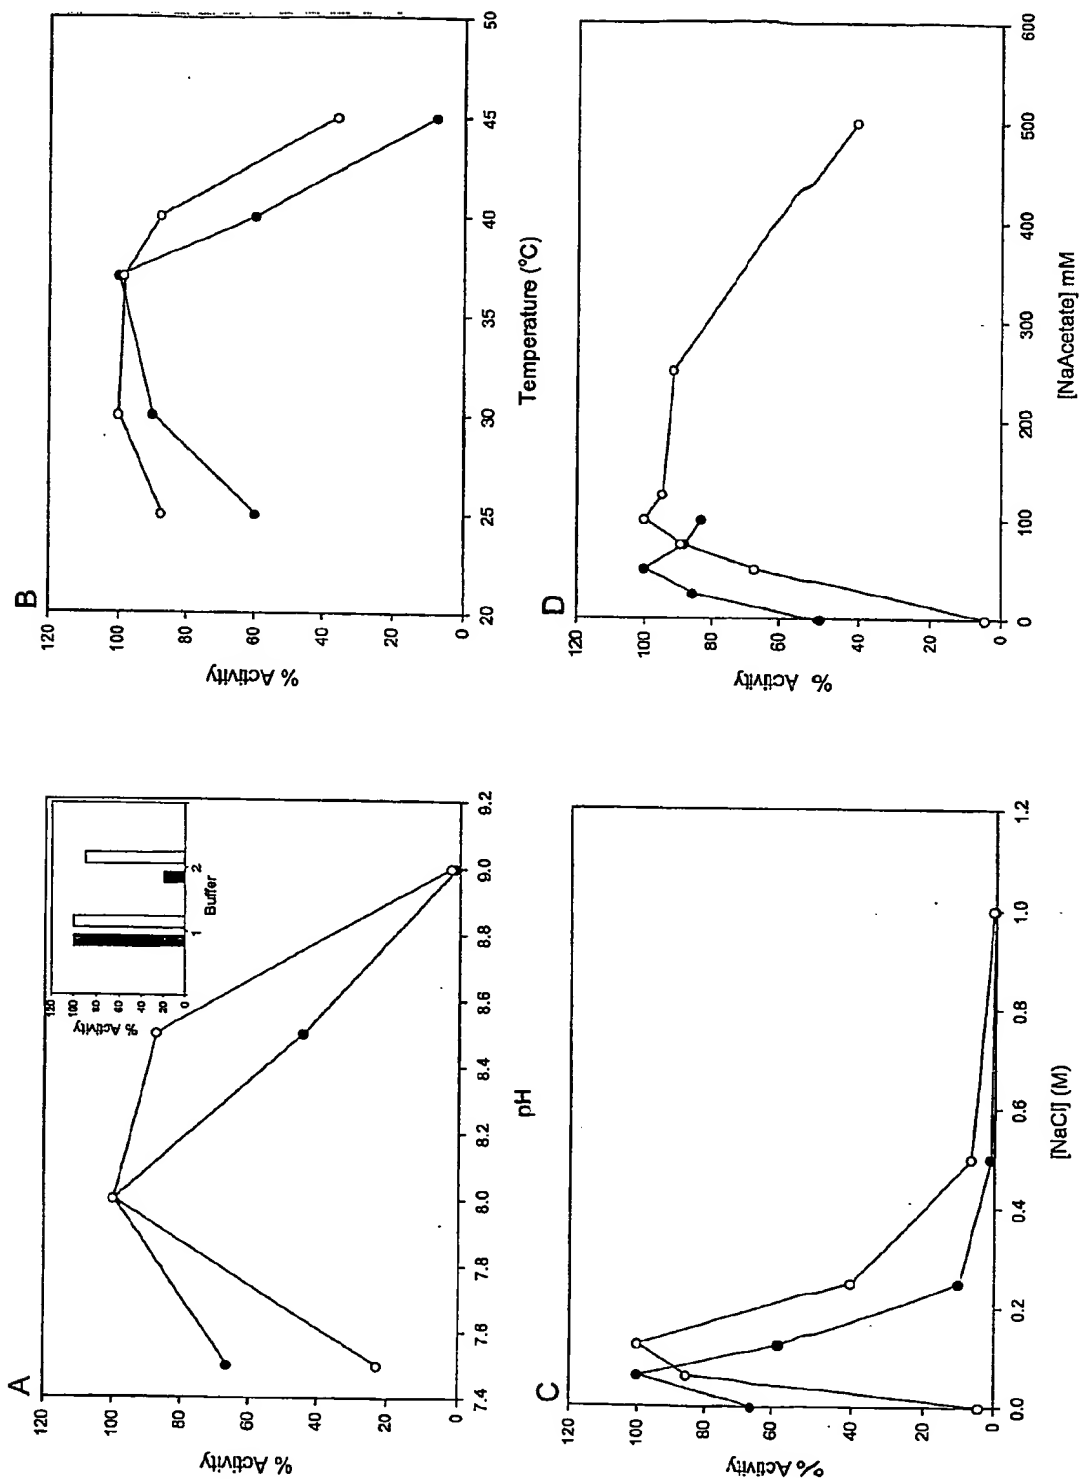 A
120
100
80
60
40
20
0
% Activity
7.4 7.6 7.8 8.0 8.2 8.4 8.6 8.8 9.0 9.2
pH
120
100
80
60
40
20
0
% Activity
1 2
Buffer
B
120
100
80
60
40
20
0
% Activity
20 25 30 35 40 45 50
Temperature (°C)
C
120
100
80
60
40
20
0
% Activity
0.0 0.2 0.4 0.6 0.8 1.0 1.2
[NaCl] (M)
D
120
100
80
60
40
20
0
% Activity
0 100 200 300 400 500 600
[NaAcetate] mM